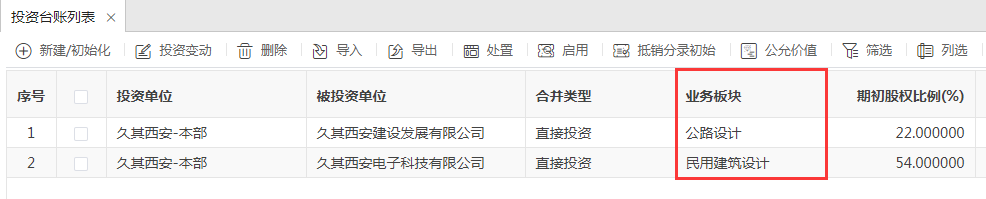 投资台账列表 ×
新建/初始化 投资变动 删除 导入 导出 处置 启用 抵销分录初始 公允价值 筛选 列选
序号 投资单位 被投资单位 合并类型 业务板块 期初股权比例(%)
1 久其西安-本部 久其西安建设发展有限公司 直接投资 公路设计 22.000000
2 久其西安-本部 久其西安电子科技有限公司 直接投资 民用建筑设计 54.000000